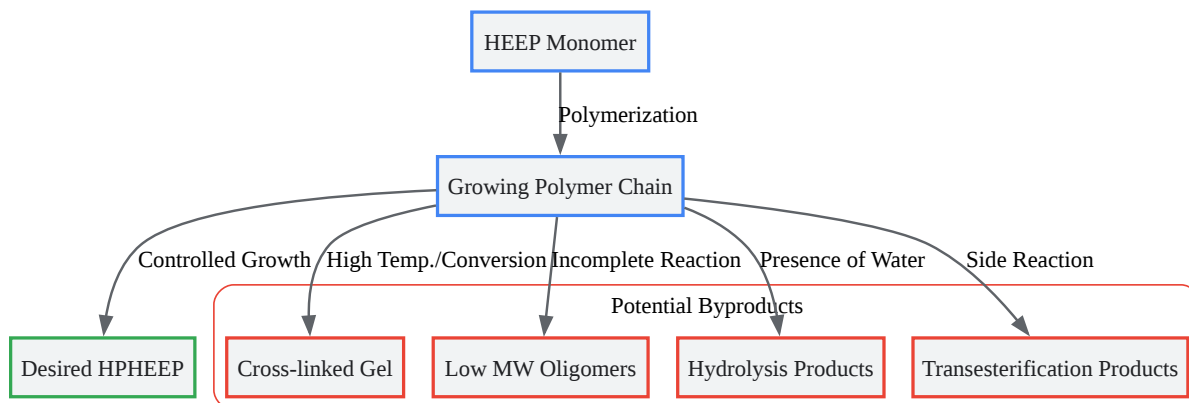 HEEP Monomer
Polymerization
Growing Polymer Chain
Controlled Growth
High Temp./Conversion
Incomplete Reaction
Presence of Water
Side Reaction
Potential Byproducts
Desired HPHEEP
Cross-linked Gel
Low MW Oligomers
Hydrolysis Products
Transesterification Products